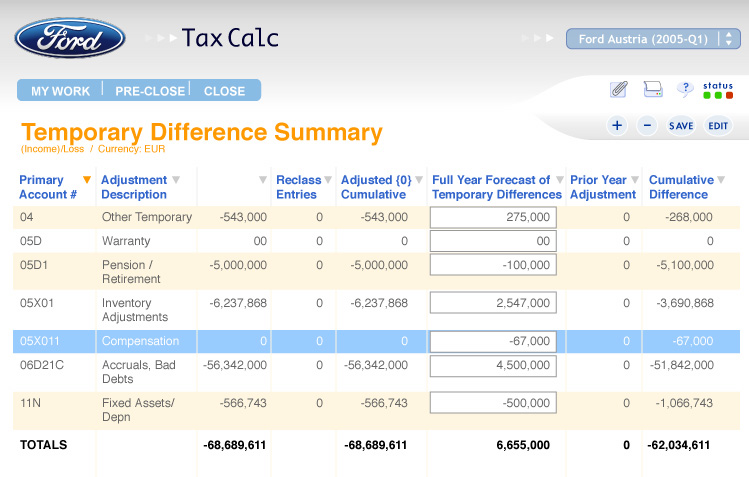 Ford
Tax Calc
Ford Austria (2005-Q1)
MY WORK PRE-CLOSE CLOSE
status
+ − SAVE EDIT
Temporary Difference Summary
(Income)/Loss / Currency: EUR
Primary Adjustment Reclass Adjusted {0} Full Year Forecast of Prior Year Cumulative
Account # Description Entries Cumulative Temporary Differences Adjustment Difference
04 Other Temporary -543,000 0 -543,000 275,000 0 -268,000
05D Warranty 00 0 0 00 0 0
05D1 Pension / -5,000,000 0 -5,000,000 -100,000 0 -5,100,000
Retirement
05X01 Inventory -6,237,868 0 -6,237,868 2,547,000 0 -3,690,868
Adjustments
05X011 Compensation 0 0 0 -67,000 0 -67,000
06D21C Accruals, Bad -56,342,000 0 -56,342,000 4,500,000 0 -51,842,000
Debts
11N Fixed Assets/ -566,743 0 -566,743 -500,000 0 -1,066,743
Depn
TOTALS -68,689,611 -68,689,611 6,655,000 0 -62,034,611